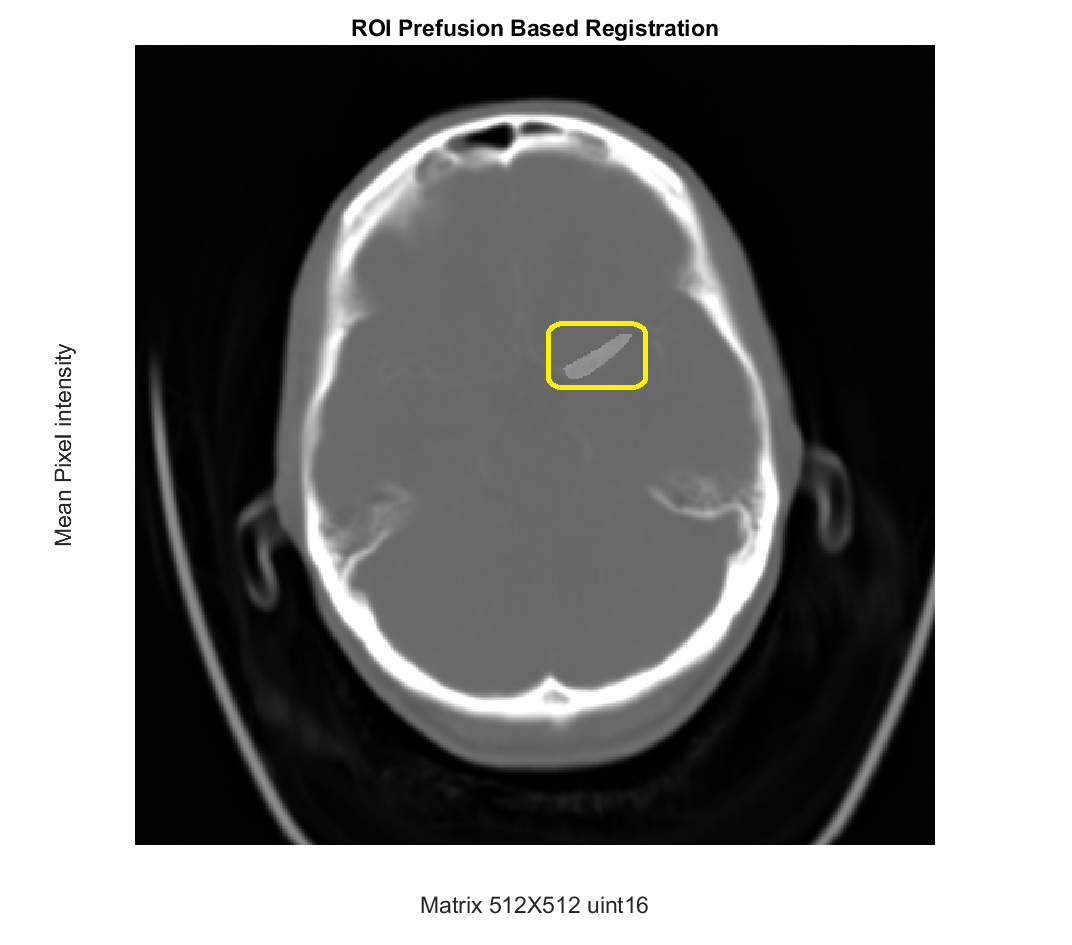 ROI Prefusion Based Registration
Mean Pixel intensity
Matrix 512X512 uint16